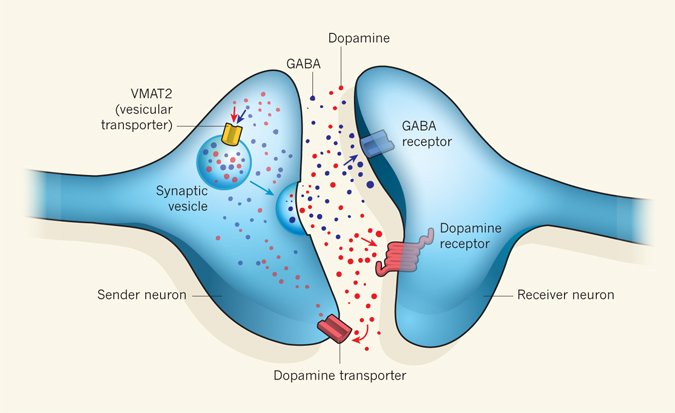 Dopamine
GABA
VMAT2
(vesicular
transporter)
GABA
receptor
Synaptic
vesicle
Dopamine
receptor
Sender neuron
Receiver neuron
Dopamine transporter